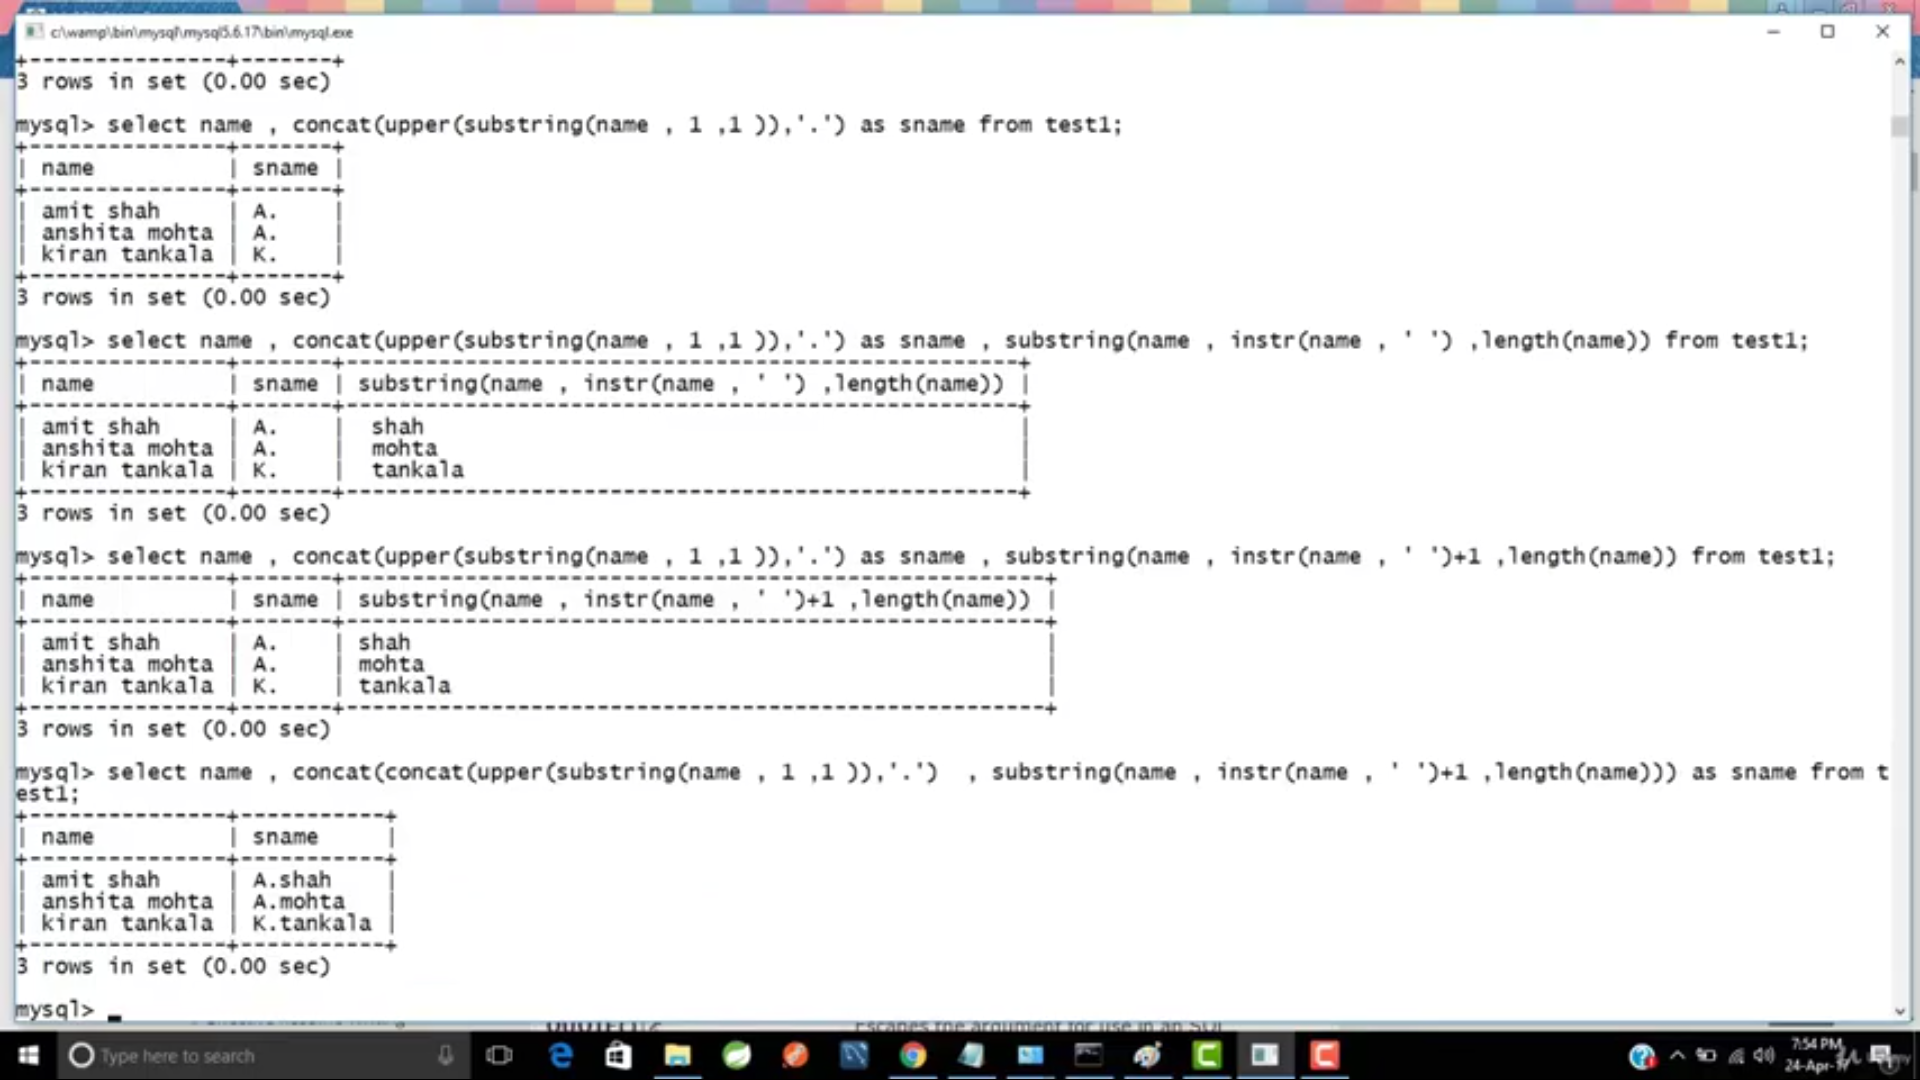 c:\wamp\bin\mysql\mysql5.6.17\bin\mysql.exe
+---------------+-------+
3 rows in set (0.00 sec)
mysql> select name , concat(upper(substring(name , 1 ,1 )),'.') as sname from test1;
+---------------+-------+
| name | sname |
+---------------+-------+
| amit shah | A. |
| anshita mohta | A. |
| kiran tankala | K. |
+---------------+-------+
3 rows in set (0.00 sec)
mysql> select name , concat(upper(substring(name , 1 ,1 )),'.') as sname , substring(name , instr(name , ' ') ,length(name)) from test1;
+---------------+-------+---------------------------------------------------+
| name | sname | substring(name , instr(name , ' ') ,length(name)) |
+---------------+-------+---------------------------------------------------+
| amit shah | A. | shah |
| anshita mohta | A. | mohta |
| kiran tankala | K. | tankala |
+---------------+-------+---------------------------------------------------+
3 rows in set (0.00 sec)
mysql> select name , concat(upper(substring(name , 1 ,1 )),'.') as sname , substring(name , instr(name , ' ')+1 ,length(name)) from test1;
+---------------+-------+-----------------------------------------------------+
| name | sname | substring(name , instr(name , ' ')+1 ,length(name)) |
+---------------+-------+-----------------------------------------------------+
| amit shah | A. | shah |
| anshita mohta | A. | mohta |
| kiran tankala | K. | tankala |
+---------------+-------+-----------------------------------------------------+
3 rows in set (0.00 sec)
mysql> select name , concat(concat(upper(substring(name , 1 ,1 )),'.') , substring(name , instr(name , ' ')+1 ,length(name))) as sname from t
est1;
+---------------+-----------+
| name | sname |
+---------------+-----------+
| amit shah | A.shah |
| anshita mohta | A.mohta |
| kiran tankala | K.tankala |
+---------------+-----------+
3 rows in set (0.00 sec)
mysql>
Escapes the argument for use in an SQL
Type here to search
7:54 PM
24-Apr-17